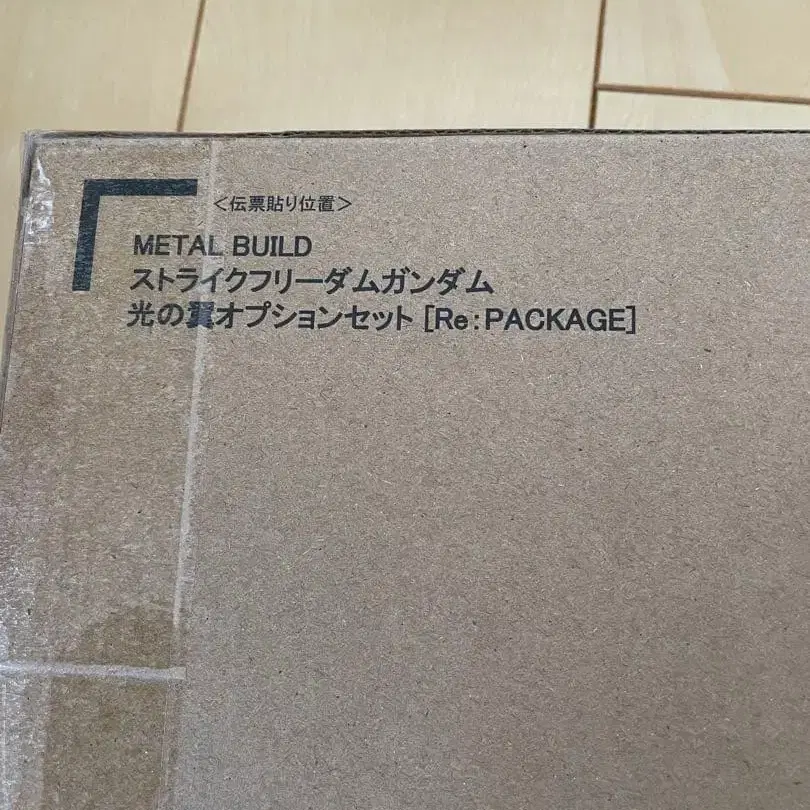 <伝票貼り位置>
METAL BUILD
ストライクフリーダムガンダム
光の翼オプションセット [Re:PACKAGE]